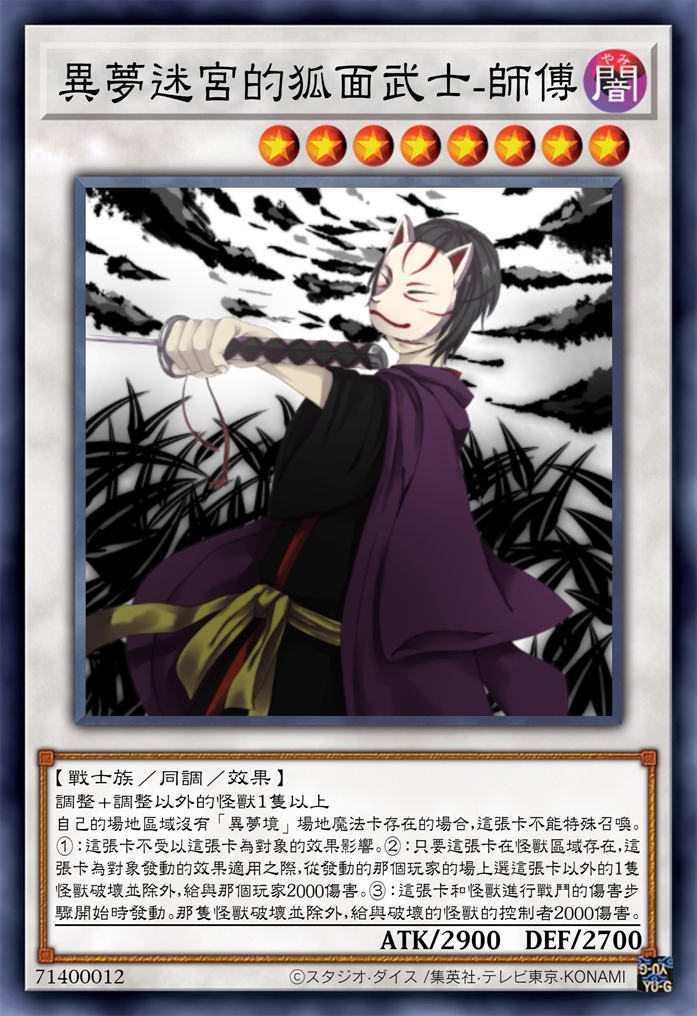 異夢迷宮的狐面武士-師傅
やみ
闇
【戰士族／同調／效果】
調整+調整以外的怪獸1隻以上
自己的場地區域沒有「異夢境」場地魔法卡存在的場合,這張卡不能特殊召喚。
①:這張卡不受以這張卡為對象的效果影響。②:只要這張卡在怪獸區域存在,這
張卡為對象發動的效果適用之際,從發動的那個玩家的場上選這張卡以外的1隻
怪獸破壞並除外,給與那個玩家2000傷害。③:這張卡和怪獸進行戰鬥的傷害步
驟開始時發動。那隻怪獸破壞並除外,給與破壞的怪獸的控制者2000傷害。
ATK/2900 DEF/2700
71400012 ©スタジオ·ダイス /集英社·テレビ東京·KONAMI
YU-G
YU-G